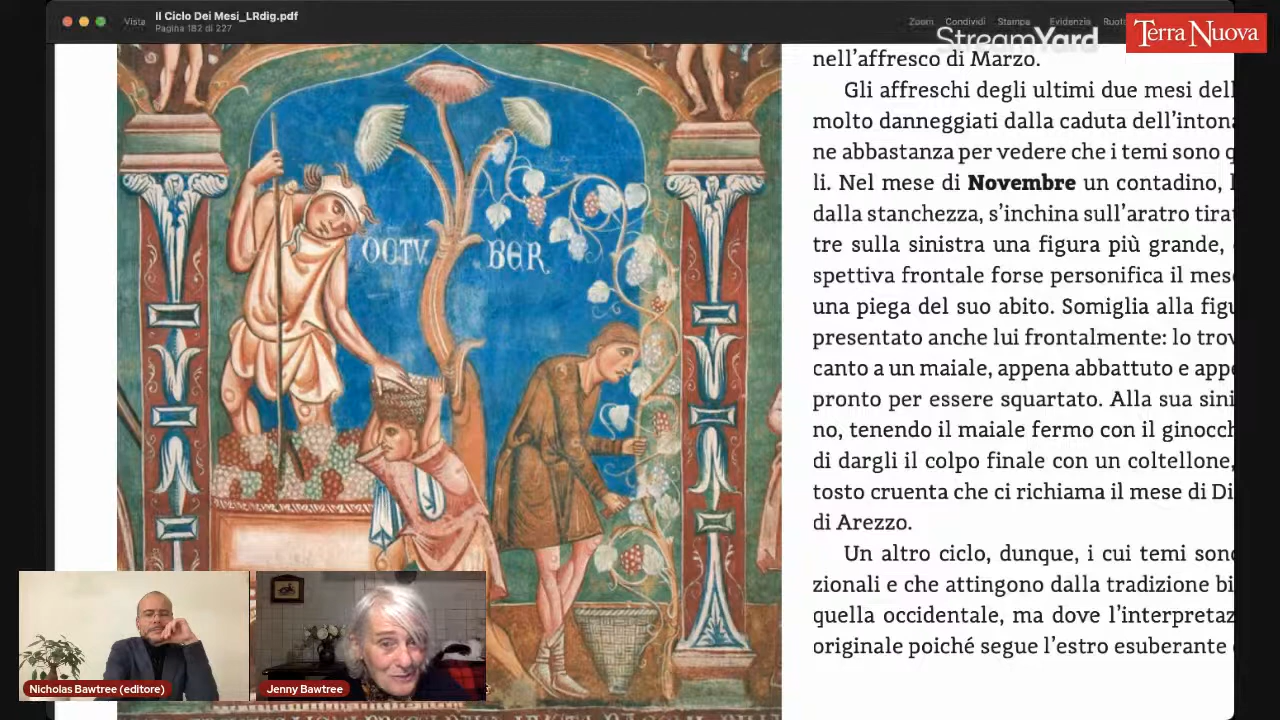 Vista
Il Ciclo Dei Mesi_LRdig.pdf
Pagina 182 di 227
Zoom Condividi Stampa Evidenzia Ruota
StreamYard
TERRA NUOVA
OCTV BER
nell'affresco di Marzo.
Gli affreschi degli ultimi due mesi dell
molto danneggiati dalla caduta dell'intona
ne abbastanza per vedere che i temi sono q
li. Nel mese di Novembre un contadino, l
dalla stanchezza, s'inchina sull'aratro tirat
tre sulla sinistra una figura più grande,
spettiva frontale forse personifica il mese
una piega del suo abito. Somiglia alla figu
presentato anche lui frontalmente: lo trov
canto a un maiale, appena abbattuto e appe
pronto per essere squartato. Alla sua sini
no, tenendo il maiale fermo con il ginocch
di dargli il colpo finale con un coltellone,
tosto cruenta che ci richiama il mese di Di
di Arezzo.
Un altro ciclo, dunque, i cui temi sono
zionali e che attingono dalla tradizione bi
quella occidentale, ma dove l'interpretaz
originale poiché segue l'estro esuberante
Nicholas Bawtree (editore)
Jenny Bawtree